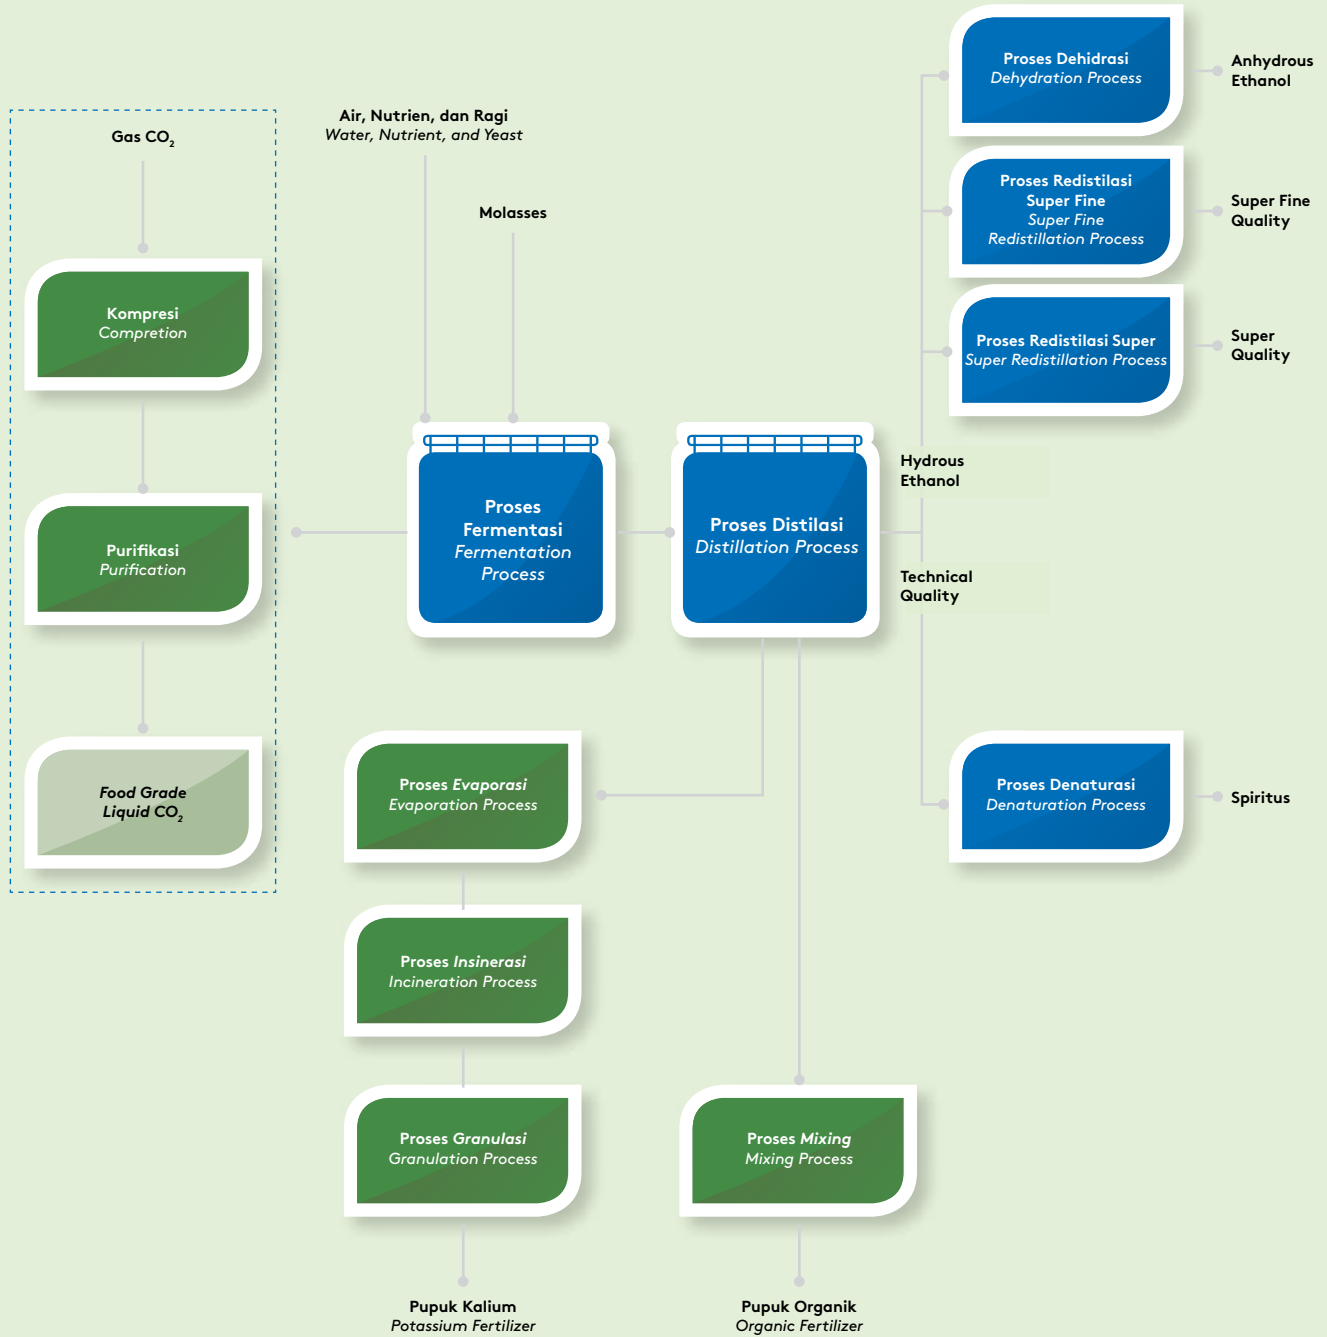 Gas CO₂
Kompresi
Compretion
Purifikasi
Purification
Food Grade
Liquid CO₂
Air, Nutrien, dan Ragi
Water, Nutrient, and Yeast
Molasses
Proses
Fermentasi
Fermentation
Process
Proses Distilasi
Distillation Process
Hydrous
Ethanol
Technical
Quality
Proses Dehidrasi
Dehydration Process
Anhydrous
Ethanol
Proses Redistilasi
Super Fine
Super Fine
Redistillation Process
Super Fine
Quality
Proses Redistilasi Super
Super Redistillation Process
Super
Quality
Proses Denaturasi
Denaturation Process
Spiritus
Proses Evaporasi
Evaporation Process
Proses Insinerasi
Incineration Process
Proses Granulasi
Granulation Process
Pupuk Kalium
Potassium Fertilizer
Proses Mixing
Mixing Process
Pupuk Organik
Organic Fertilizer